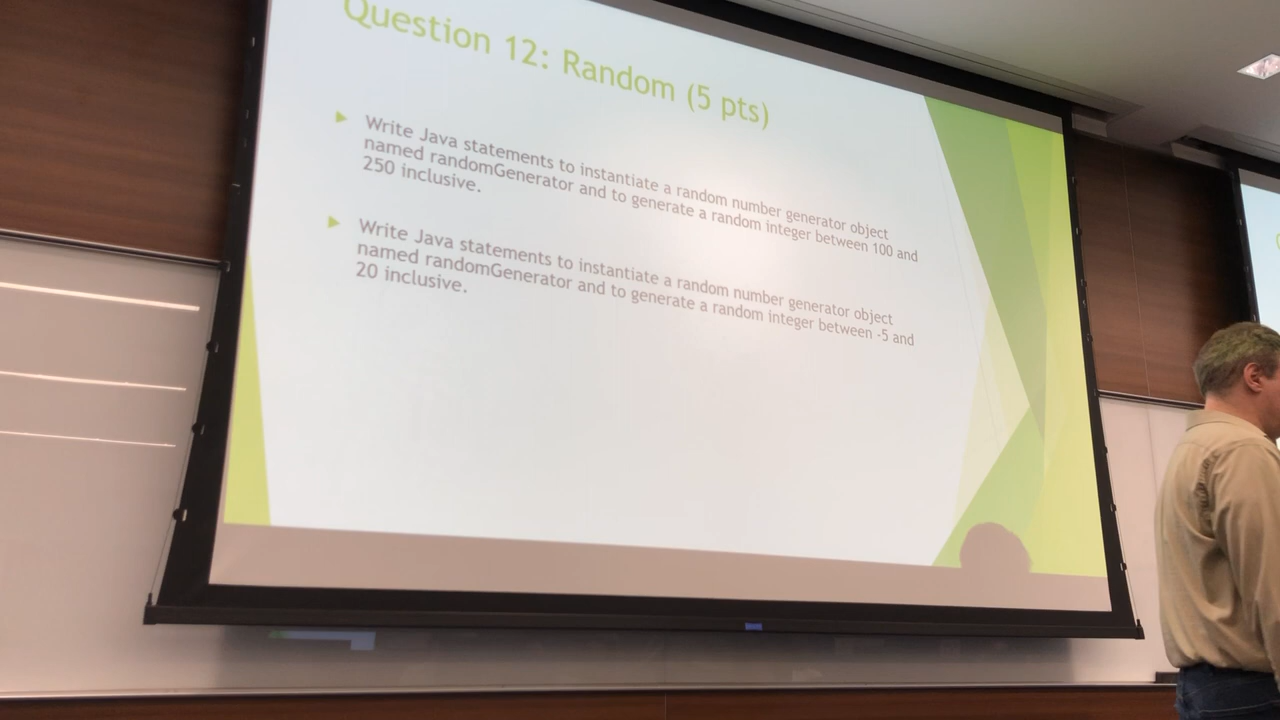 Question 12: Random (5 pts)
Write Java statements to instantiate a random number generator object
named randomGenerator and to generate a random integer between 100 and
250 inclusive.
Write Java statements to instantiate a random number generator object
named randomGenerator and to generate a random integer between -5 and
20 inclusive.